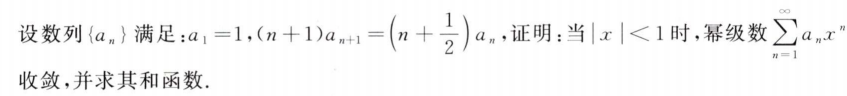 设数列{aₙ}满足:a₁=1,(n+1)aₙ₊₁=(n+1/2)aₙ,证明:当|x|<1时,幂级数∑ₙ₌₁^∞ aₙxⁿ
收敛,并求其和函数.